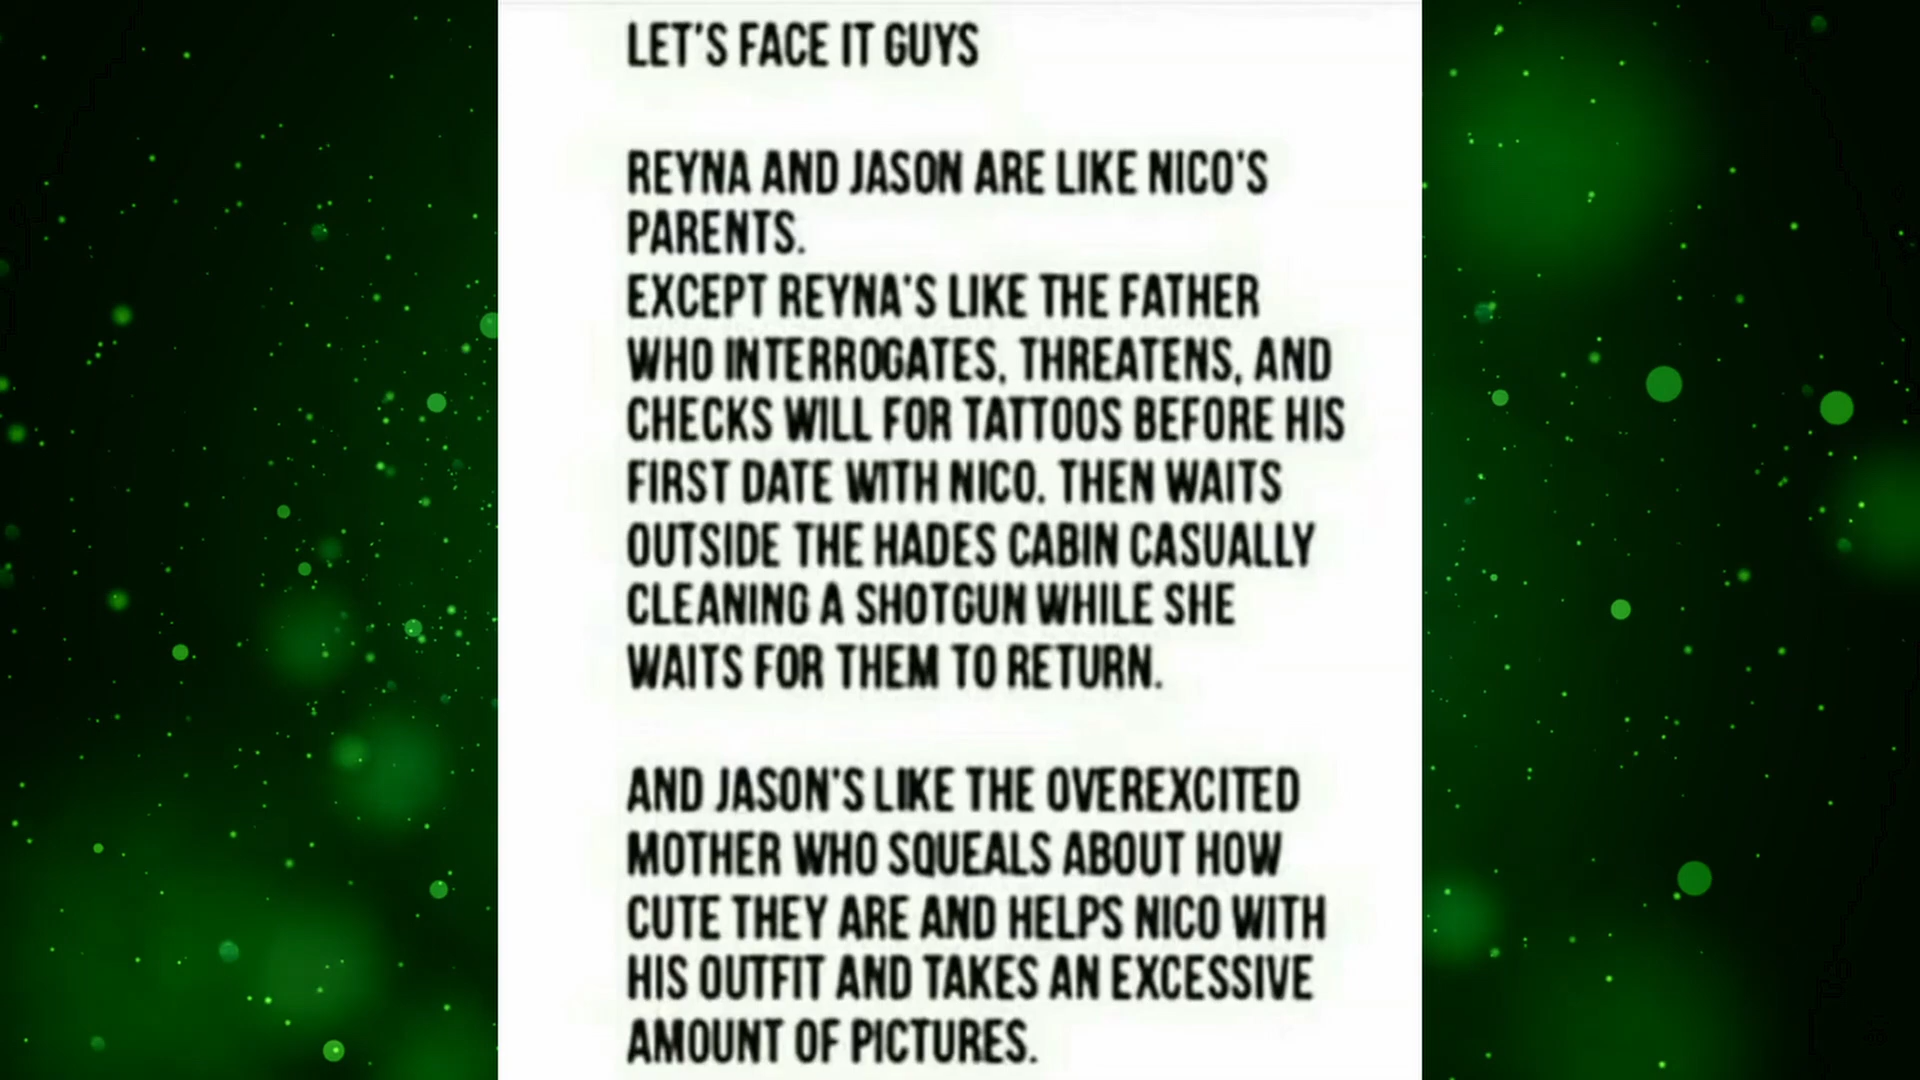 LET'S FACE IT GUYS
REYNA AND JASON ARE LIKE NICO'S
PARENTS.
EXCEPT REYNA'S LIKE THE FATHER
WHO INTERROGATES, THREATENS, AND
CHECKS WILL FOR TATTOOS BEFORE HIS
FIRST DATE WITH NICO. THEN WAITS
OUTSIDE THE HADES CABIN CASUALLY
CLEANING A SHOTGUN WHILE SHE
WAITS FOR THEM TO RETURN.
AND JASON'S LIKE THE OVEREXCITED
MOTHER WHO SQUEALS ABOUT HOW
CUTE THEY ARE AND HELPS NICO WITH
HIS OUTFIT AND TAKES AN EXCESSIVE
AMOUNT OF PICTURES.